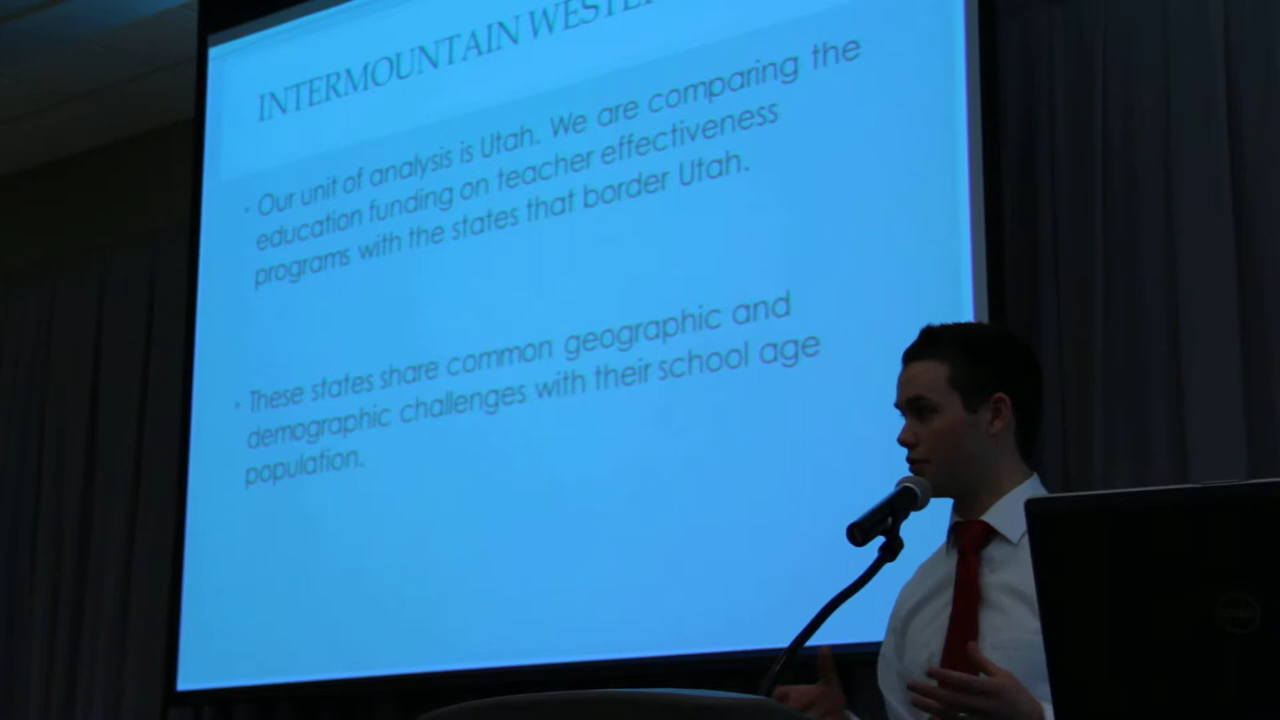 INTERMOUNTAIN
Our unit of analysis is Utah. We are comparing the
education funding on teacher effectiveness
programs with the states that border Utah.
These states share common geographic and
demographic challenges with their school age
population.